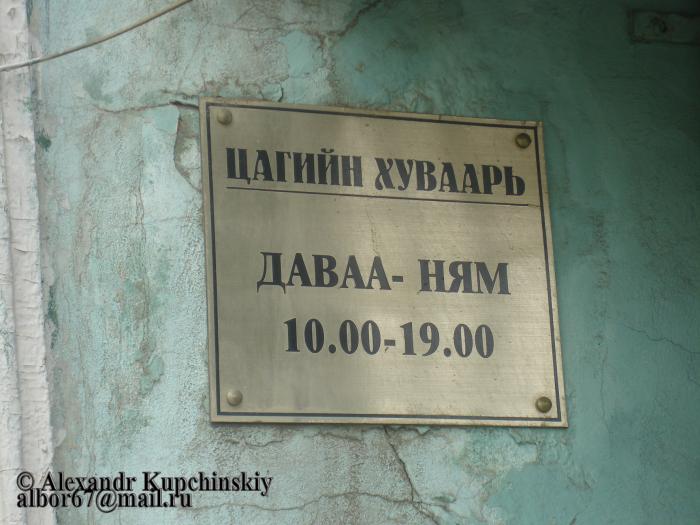 ЦАГИЙН ХУВААРЬ
ДАВАА- НЯМ
10.00-19.00
© Alexandr Kupchinskiy
albor67@mail.ru